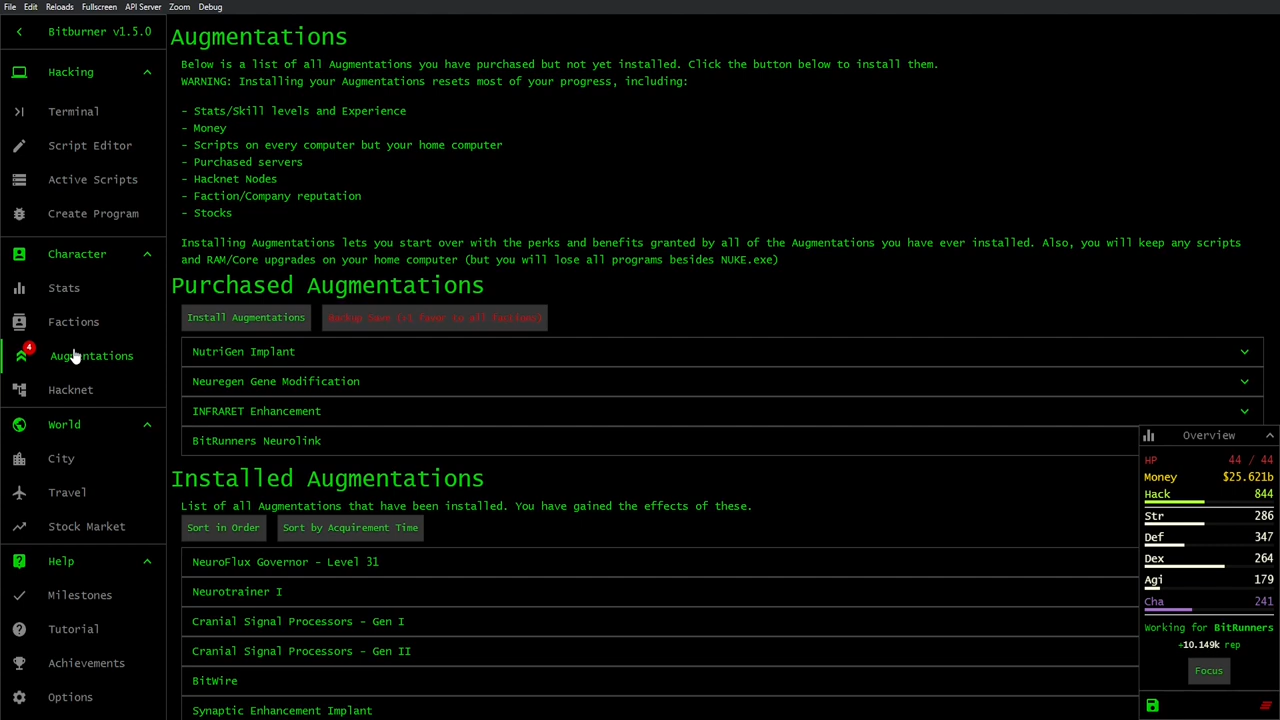 File Edit Reloads Fullscreen API Server Zoom Debug
Bitburner v1.5.0
Hacking
Terminal
Script Editor
Active Scripts
Create Program
Character
Stats
Factions
4
Augmentations
Hacknet
World
City
Travel
Stock Market
Help
Milestones
Tutorial
Achievements
Options
Augmentations
Below is a list of all Augmentations you have purchased but not yet installed. Click the button below to install them.
WARNING: Installing your Augmentations resets most of your progress, including:
- Stats/Skill levels and Experience
- Money
- Scripts on every computer but your home computer
- Purchased servers
- Hacknet Nodes
- Faction/Company reputation
- Stocks
Installing Augmentations lets you start over with the perks and benefits granted by all of the Augmentations you have ever installed. Also, you will keep any scripts
and RAM/Core upgrades on your home computer (but you will lose all programs besides NUKE.exe)
Purchased Augmentations
Install Augmentations
Backup Save (+1 favor to all factions)
NutriGen Implant
Neuregen Gene Modification
INFRARET Enhancement
BitRunners Neurolink
Installed Augmentations
List of all Augmentations that have been installed. You have gained the effects of these.
Sort in Order
Sort by Acquirement Time
NeuroFlux Governor - Level 31
Neurotrainer I
Cranial Signal Processors - Gen I
Cranial Signal Processors - Gen II
BitWire
Synaptic Enhancement Implant
Overview
HP 44 / 44
Money $25.621b
Hack 844
Str 286
Def 347
Dex 264
Agi 179
Cha 241
Working for BitRunners
+10.149k rep
Focus